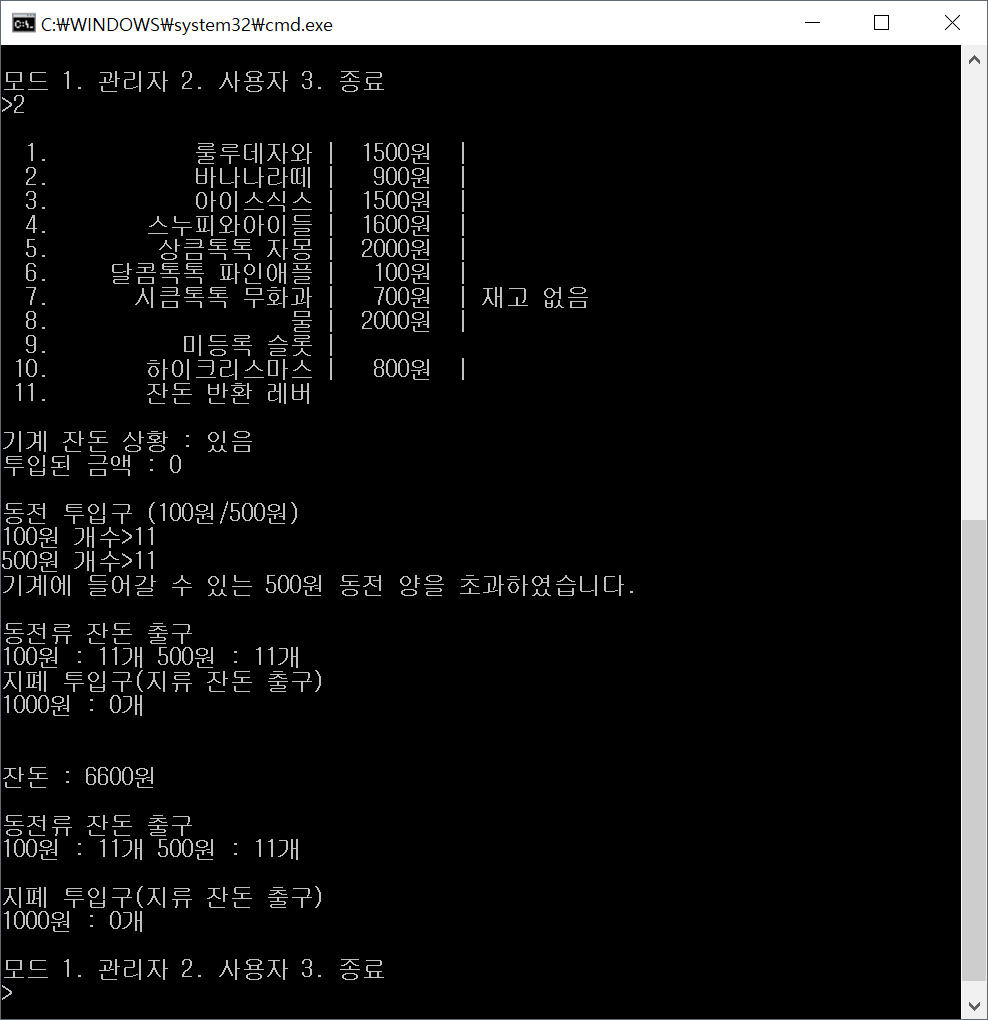 C:\WINDOWS\system32\cmd.exe
모드 1. 관리자 2. 사용자 3. 종료
>2
1. 룰루데자와 | 1500원 |
2. 바나나라떼 | 900원 |
3. 아이스식스 | 1500원 |
4. 스누피와아이들 | 1600원 |
5. 상큼톡톡 자몽 | 2000원 |
6. 달콤톡톡 파인애플 | 100원 |
7. 시큼톡톡 무화과 | 700원 | 재고 없음
8. 물 | 2000원 |
9. 미등록 슬롯 |
10. 하이크리스마스 | 800원 |
11. 잔돈 반환 레버
기계 잔돈 상황 : 있음
투입된 금액 : 0
동전 투입구 (100원/500원)
100원 개수>11
500원 개수>11
기계에 들어갈 수 있는 500원 동전 양을 초과하였습니다.
동전류 잔돈 출구
100원 : 11개 500원 : 11개
지폐 투입구(지류 잔돈 출구)
1000원 : 0개
잔돈 : 6600원
동전류 잔돈 출구
100원 : 11개 500원 : 11개
지폐 투입구(지류 잔돈 출구)
1000원 : 0개
모드 1. 관리자 2. 사용자 3. 종료
>